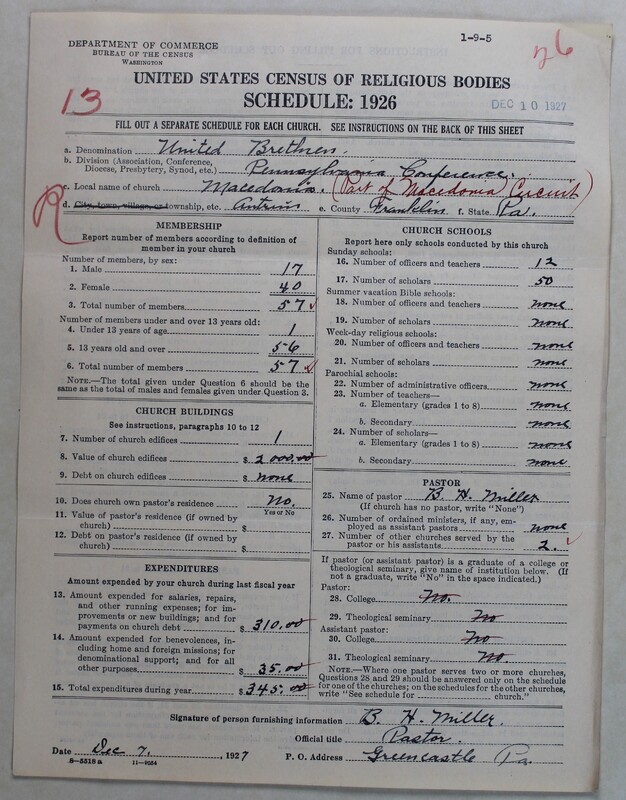 1-9-5
26
DEPARTMENT OF COMMERCE
BUREAU OF THE CENSUS
WASHINGTON
UNITED STATES CENSUS OF RELIGIOUS BODIES
13
SCHEDULE: 1926
DEC 10 1927
FILL OUT A SEPARATE SCHEDULE FOR EACH CHURCH. SEE INSTRUCTIONS ON THE BACK OF THIS SHEET
a. Denomination United Brethren.
b. Division (Association, Conference,
Diocese, Presbytery, Synod, etc.) Pennsylvania Conference.
c. Local name of church Macedonia. (Part of Macedonia Circuit)
R
d. City, town, village, or township, etc. Antrim e. County Franklin f. State Pa.
MEMBERSHIP
Report number of members according to definition of
member in your church
Number of members, by sex:
1. Male 17
2. Female 40
3. Total number of members 57 ✓
Number of members under and over 13 years old:
4. Under 13 years of age 1
5. 13 years old and over 56
6. Total number of members 57 ✓
NOTE.—The total given under Question 6 should be
same as the total of males and females given under Question 3.
CHURCH BUILDINGS
See instructions, paragraphs 10 to 12
7. Number of church edifices 1
8. Value of church edifices $ 2000.00
9. Debt on church edifices $ none
10. Does church own pastor's residence No.
Yes or No
11. Value of pastor's residence (if owned by
church) $
12. Debt on pastor's residence (if owned by
church) $
EXPENDITURES
Amount expended by your church during last fiscal year
13. Amount expended for salaries, repairs,
and other running expenses; for im-
provements or new buildings; and for
payments on church debt $ 310.00
14. Amount expended for benevolences, in-
cluding home and foreign missions; for
denominational support; and for all
other purposes $ 35.00
15. Total expenditures during year $ 345.00
CHURCH SCHOOLS
Report here only schools conducted by this church
Sunday schools:
16. Number of officers and teachers 12
17. Number of scholars 50
Summer vacation Bible schools:
18. Number of officers and teachers none
19. Number of scholars none
Week-day religious schools:
20. Number of officers and teachers none
21. Number of scholars none
Parochial schools:
22. Number of administrative officers none
23. Number of teachers—
a. Elementary (grades 1 to 8) none
b. Secondary none
24. Number of scholars—
a. Elementary (grades 1 to 8) none
b. Secondary none
PASTOR
25. Name of pastor B. H. Miller
(If church has no pastor, write "None")
26. Number of ordained ministers, if any, em-
ployed as assistant pastors none
27. Number of other churches served by the
pastor or his assistants 2. ✓
If pastor (or assistant pastor) is a graduate of a college or
theological seminary, give name of institution below. (If
not a graduate, write "No" in the space indicated.)
Pastor:
28. College No.
29. Theological seminary No
Assistant pastor:
30. College No
31. Theological seminary No.
NOTE.—Where one pastor serves two or more churches,
Questions 28 and 29 should be answered only on the schedule
for one of the churches; on the schedules for the other churches,
write "See schedule for ________ church."
Signature of person furnishing information B. H. Miller.
Official title Pastor.
Date Dec 7., 1927 P. O. Address Greencastle Pa.
8-5518a 11-9034